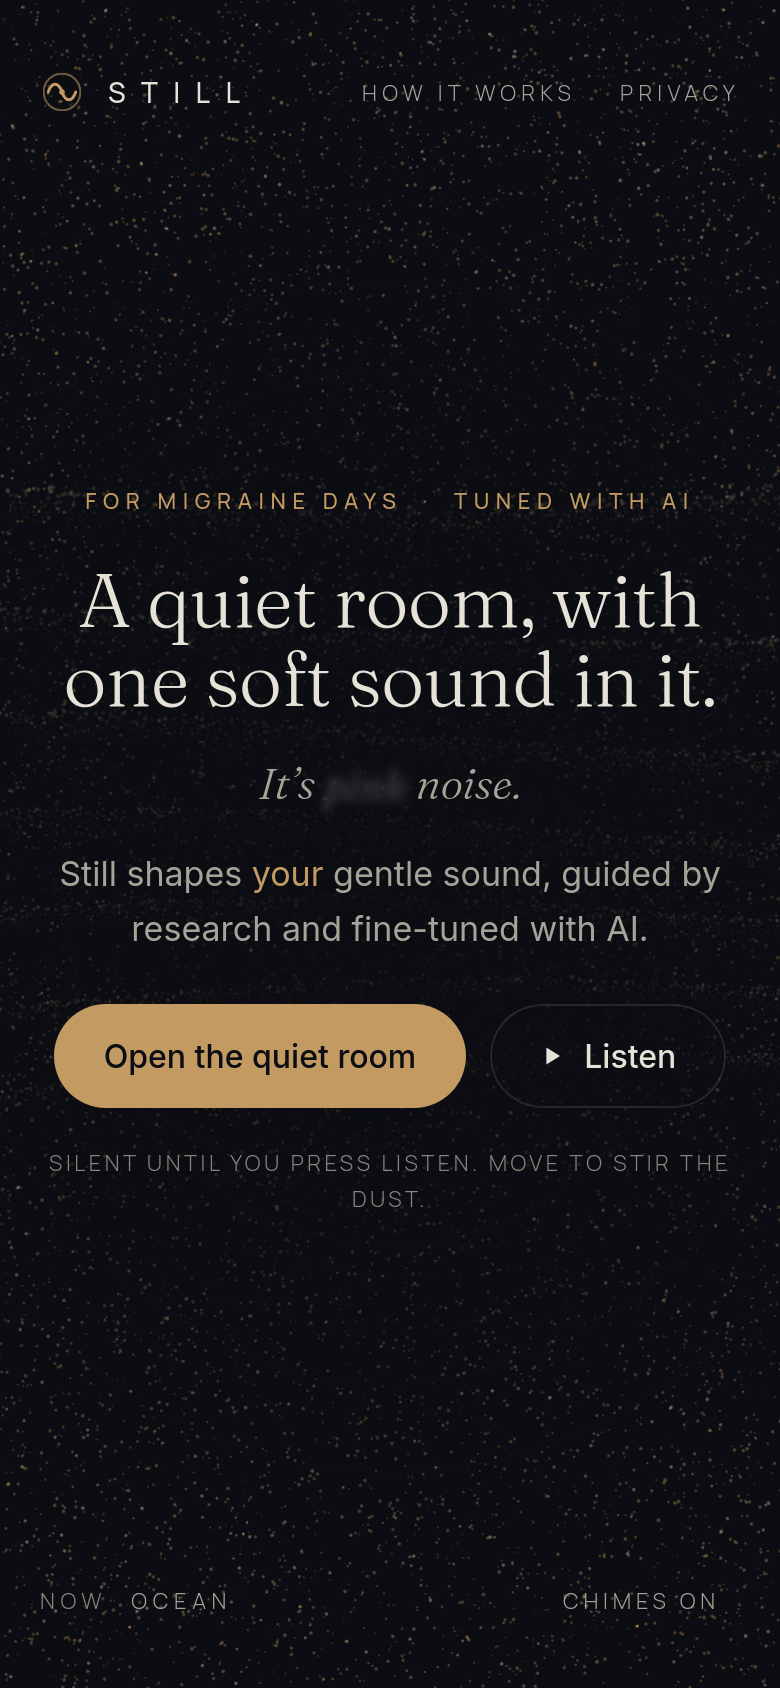 STILL
HOW IT WORKS
PRIVACY
FOR MIGRAINE DAYS · TUNED WITH AI
A quiet room, with
one soft sound in it.
It’s noise.
Still shapes your gentle sound, guided by
research and fine-tuned with AI.
Open the quiet room
Listen
SILENT UNTIL YOU PRESS LISTEN. MOVE TO STIR THE
DUST.
NOW OCEAN
CHIMES ON